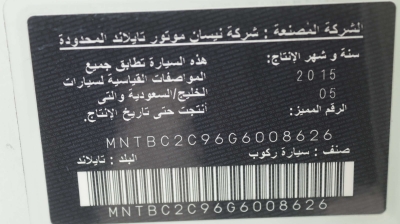 الشركة المصنعة : شركة نيسان موتور تايلاند المحدودة
سنة و شهر الإنتاج:
2015
05
الرقم المميز:
هذه السيارة تطابق جميع
المواصفات القياسية لسيارات
الخليج/السعودية والتى
أنتجت حتى تاريخ الإنتاج.
MNTBC2C96G6008626
صنف : سيارة ركوب
البلد : تايلاند
MNTBC2C96G6008626